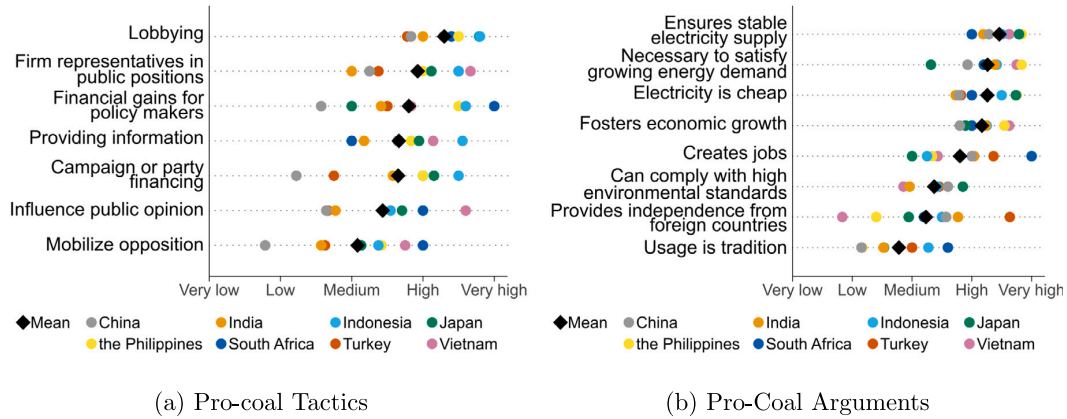 Lobbying
Firm representatives in
public positions
Financial gains for
policy makers
Providing information
Campaign or party
financing
Influence public opinion
Mobilize opposition
Very low Low Medium High Very high
Mean China India Indonesia Japan
the Philippines South Africa Turkey Vietnam
(a) Pro-coal Tactics
Ensures stable
electricity supply
Necessary to satisfy
growing energy demand
Electricity is cheap
Fosters economic growth
Creates jobs
Can comply with high
environmental standards
Provides independence from
foreign countries
Usage is tradition
Very low Low Medium High Very high
Mean China India Indonesia Japan
the Philippines South Africa Turkey Vietnam
(b) Pro-Coal Arguments